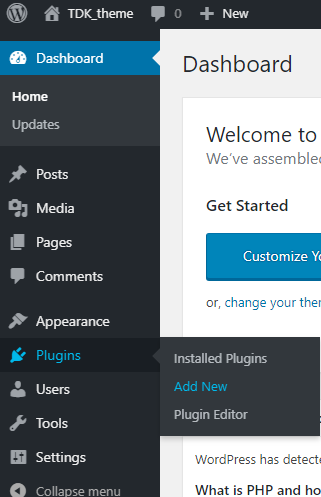 TDK_theme 0 + New
Dashboard
Home
Updates
Posts
Media
Pages
Comments
Appearance
Plugins
Installed Plugins
Add New
Plugin Editor
Users
Tools
Settings
Collapse menu
Dashboard
Welcome to
We've assembled
Get Started
Customize Yo
or, change your the
WordPress has detecte
What is PHP and ho